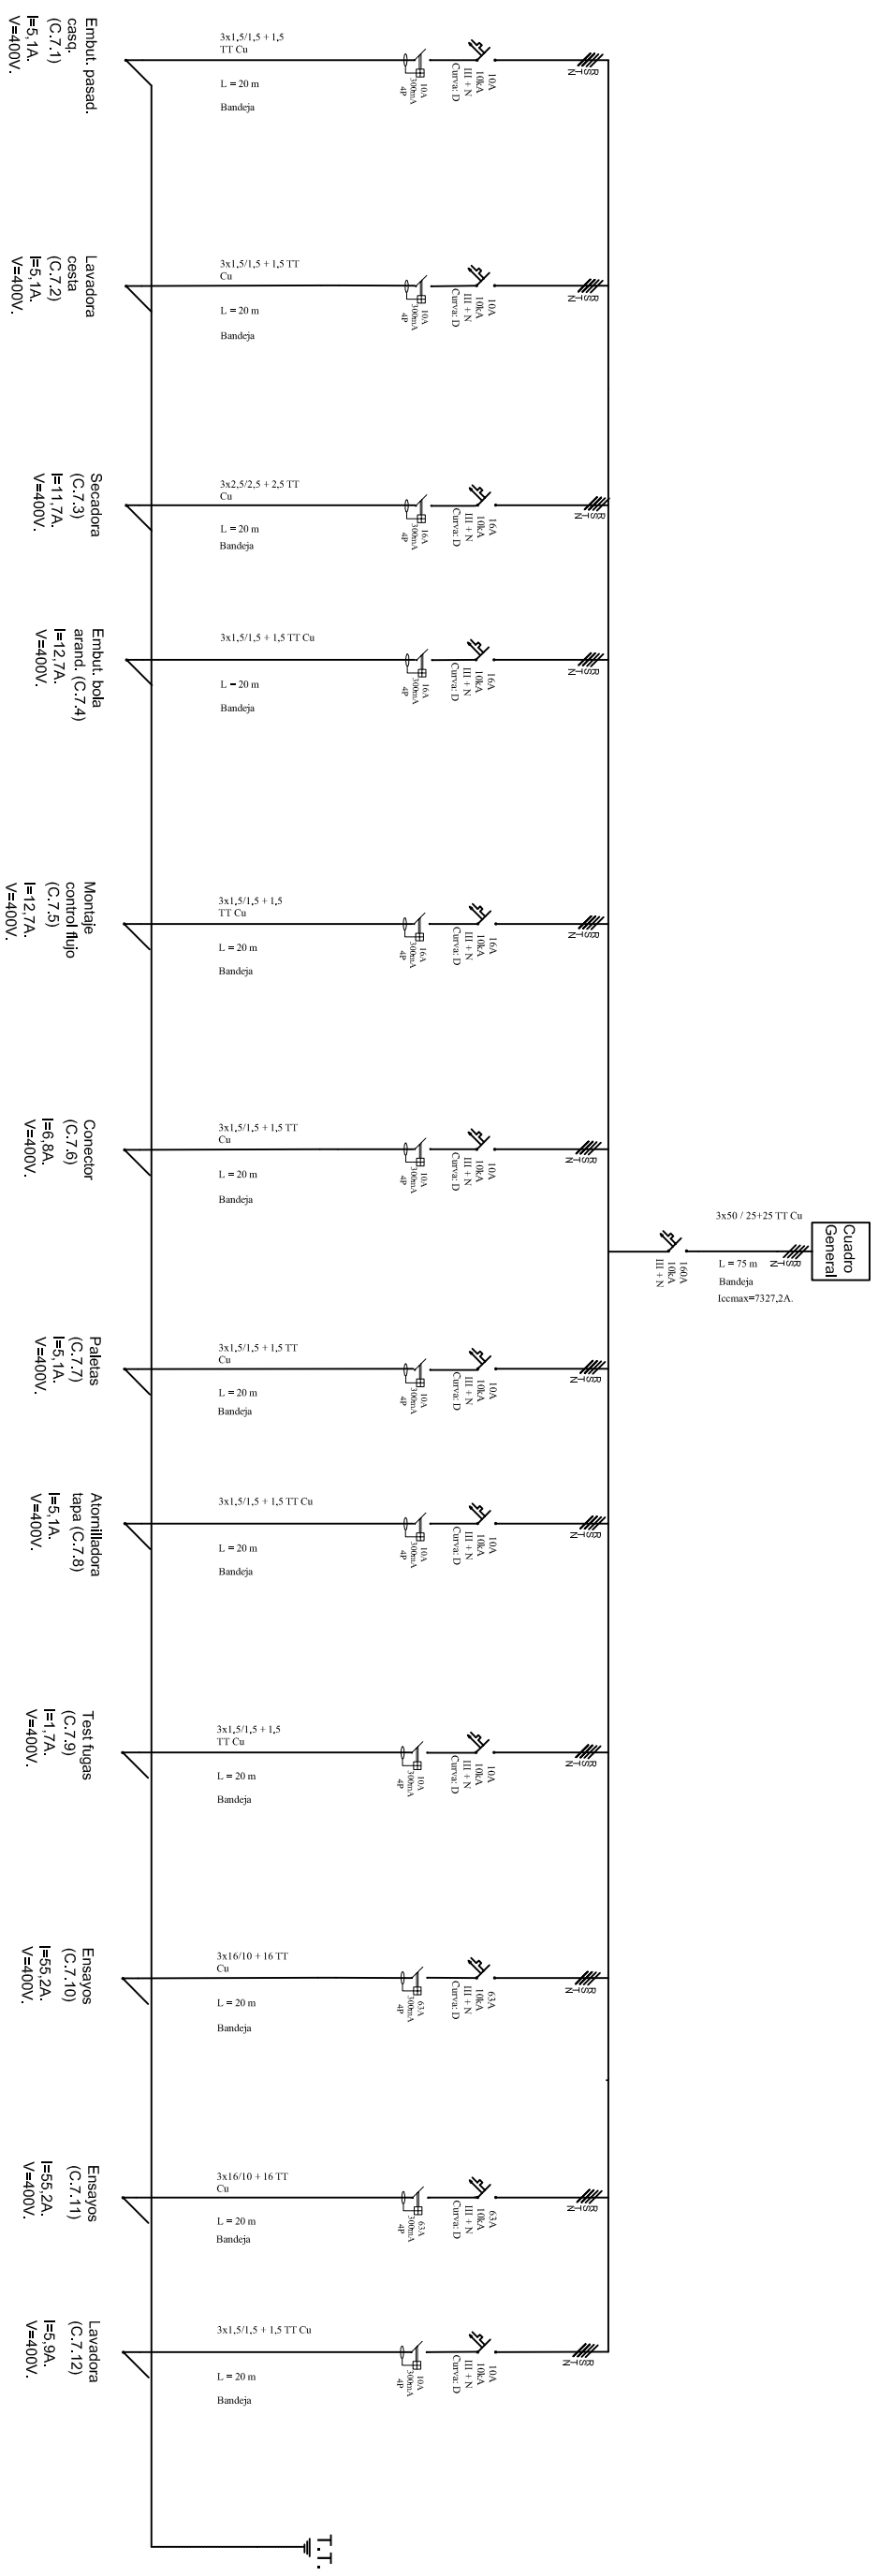 Cuadro
General
3x50 / 25+25 TT Cu
R
S
T
N
L = 75 m
Bandeja
Iccmax=7327,2A.
160A
10kA
III + N
R
S
T
N
10A
10kA
III + N
Curva: D
10A
300mA
4P
3x1,5/1,5 + 1,5
TT Cu
L = 20 m
Bandeja
Embut. pasad.
casq.
(C.7.1)
I=5,1A.
V=400V.
R
S
T
N
10A
10kA
III + N
Curva: D
10A
300mA
4P
3x1,5/1,5 + 1,5 TT
Cu
L = 20 m
Bandeja
Lavadora
cesta
(C.7.2)
I=5,1A.
V=400V.
R
S
T
N
16A
10kA
III + N
Curva: D
16A
300mA
4P
3x2,5/2,5 + 2,5 TT
Cu
L = 20 m
Bandeja
Secadora
(C.7.3)
I=11,7A.
V=400V.
R
S
T
N
16A
10kA
III + N
Curva: D
16A
300mA
4P
3x1,5/1,5 + 1,5 TT Cu
L = 20 m
Bandeja
Embut. bola
arand. (C.7.4)
I=12,7A.
V=400V.
R
S
T
N
16A
10kA
III + N
Curva: D
16A
300mA
4P
3x1,5/1,5 + 1,5
TT Cu
L = 20 m
Bandeja
Montaje
control flujo
(C.7.5)
I=12,7A.
V=400V.
R
S
T
N
10A
10kA
III + N
Curva: D
10A
300mA
4P
3x1,5/1,5 + 1,5 TT
Cu
L = 20 m
Bandeja
Conector
(C.7.6)
I=6,8A.
V=400V.
R
S
T
N
10A
10kA
III + N
Curva: D
10A
300mA
4P
3x1,5/1,5 + 1,5 TT
Cu
L = 20 m
Bandeja
Paletas
(C.7.7)
I=5,1A.
V=400V.
R
S
T
N
10A
10kA
III + N
Curva: D
10A
300mA
4P
3x1,5/1,5 + 1,5 TT Cu
L = 20 m
Bandeja
Atornilladora
tapa (C.7.8)
I=5,1A.
V=400V.
R
S
T
N
10A
10kA
III + N
Curva: D
10A
300mA
4P
3x1,5/1,5 + 1,5
TT Cu
L = 20 m
Bandeja
Test fugas
(C.7.9)
I=1,7A.
V=400V.
R
S
T
N
63A
10kA
III + N
Curva: D
63A
300mA
4P
3x16/10 + 16 TT
Cu
L = 20 m
Bandeja
Ensayos
(C.7.10)
I=55,2A.
V=400V.
R
S
T
N
63A
10kA
III + N
Curva: D
63A
300mA
4P
3x16/10 + 16 TT
Cu
L = 20 m
Bandeja
Ensayos
(C.7.11)
I=55,2A.
V=400V.
R
S
T
N
10A
10kA
III + N
Curva: D
10A
300mA
4P
3x1,5/1,5 + 1,5 TT Cu
L = 20 m
Bandeja
Lavadora
(C.7.12)
I=5,9A.
V=400V.
T.T.